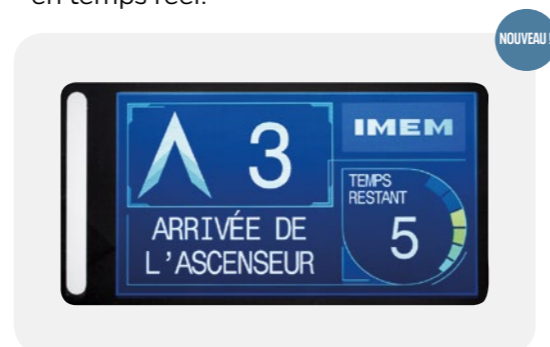 en temps réel.
NOUVEAU !
3
IMEM
TEMPS
RESTANT
5
ARRIVÉE DE
L'ASCENSEUR